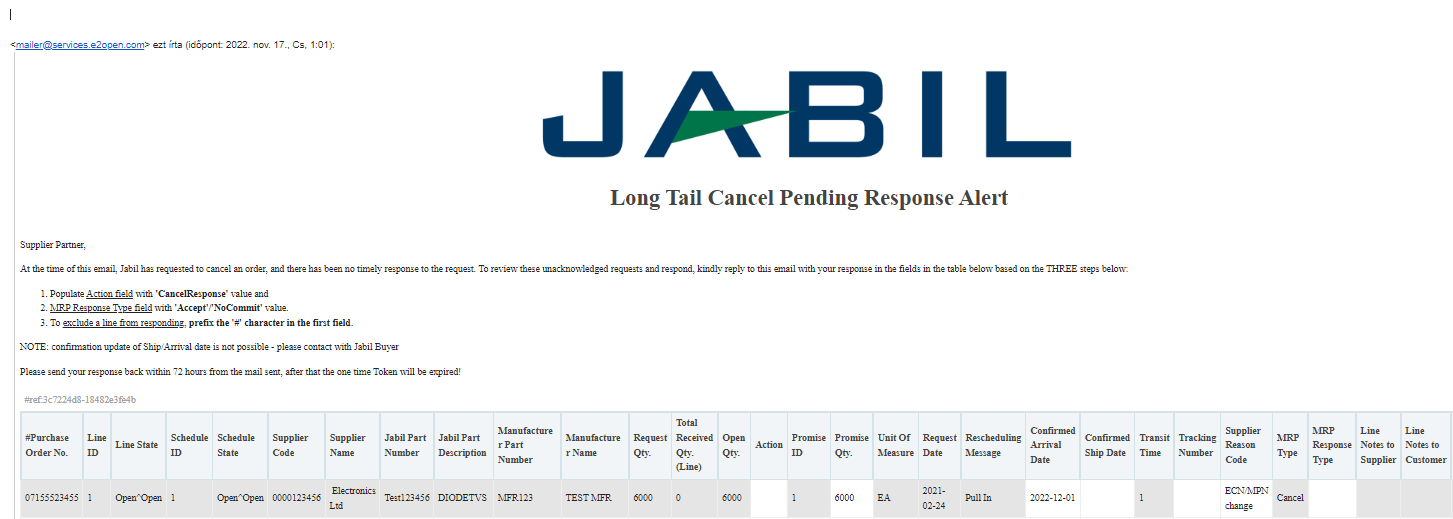 <mailer@services.e2open.com> ezt írta (időpont: 2022. nov. 17., Cs, 1:01):
JABIL
Long Tail Cancel Pending Response Alert
Supplier Partner,
At the time of this email, Jabil has requested to cancel an order, and there has been no timely response to the request. To review these unacknowledged requests and respond, kindly reply to this email with your response in the fields in the table below based on the THREE steps below:
1. Populate Action field with 'CancelResponse' value and
2. MRP Response Type field with 'Accept'/'NoCommit' value.
3. To exclude a line from responding, prefix the '#' character in the first field.
NOTE: confirmation update of Ship/Arrival date is not possible - please contact with Jabil Buyer
Please send your response back within 72 hours from the mail sent, after that the one time Token will be expired!
#ref:3c7224d8-18482e3fe4b
#Purchase Order No. Line ID Line State Schedule ID Schedule State Supplier Code Supplier Name Jabil Part Number Jabil Part Description Manufacturer Part Number Manufacturer Name Request Qty. Total Received Qty. (Line) Open Qty. Action Promise ID Promise Qty. Unit Of Measure Request Date Rescheduling Message Confirmed Arrival Date Confirmed Ship Date Transit Time Tracking Number Supplier Reason Code MRP Type MRP Response Type Line Notes to Supplier Line Notes to Customer
07155523455 1 Open^Open 1 Open^Open 0000123456 Electronics Ltd Test123456 DIODETVS MFR123 TEST MFR 6000 0 6000 1 6000 EA 2021-02-24 Pull In 2022-12-01 1 ECN/MPN change Cancel